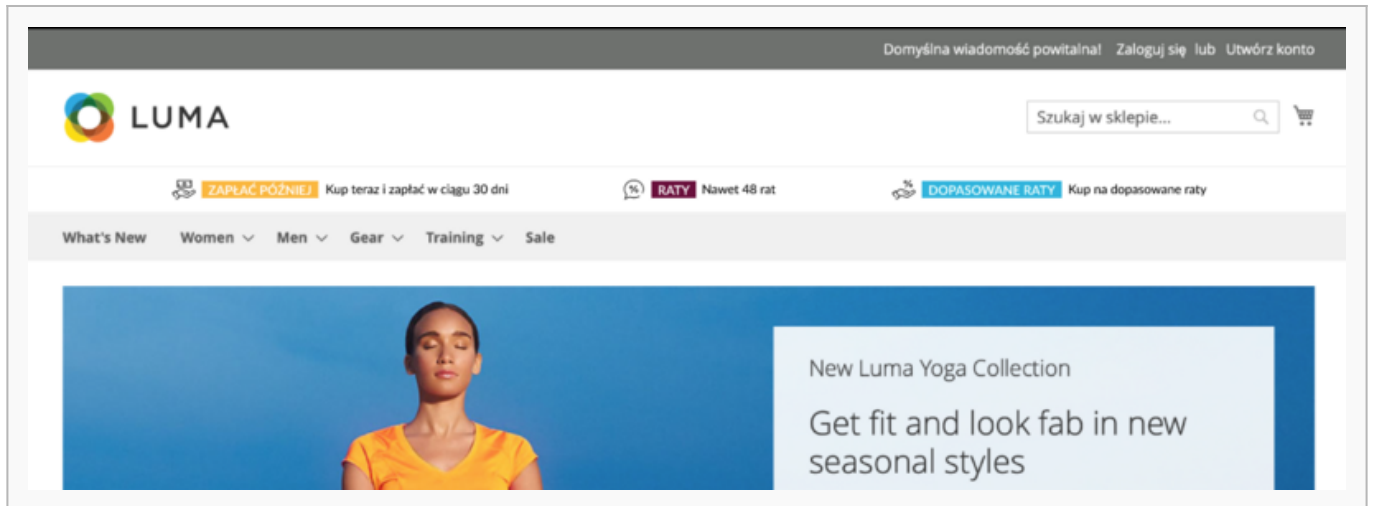 Domyślna wiadomość powitalna! Zaloguj się lub Utwórz konto
LUMA
Szukaj w sklepie...
ZAPŁAĆ PÓŹNIEJ Kup teraz i zapłać w ciągu 30 dni
RATY Nawet 48 rat
DOPASOWANE RATY Kup na dopasowane raty
What's New Women Men Gear Training Sale
New Luma Yoga Collection
Get fit and look fab in new
seasonal styles